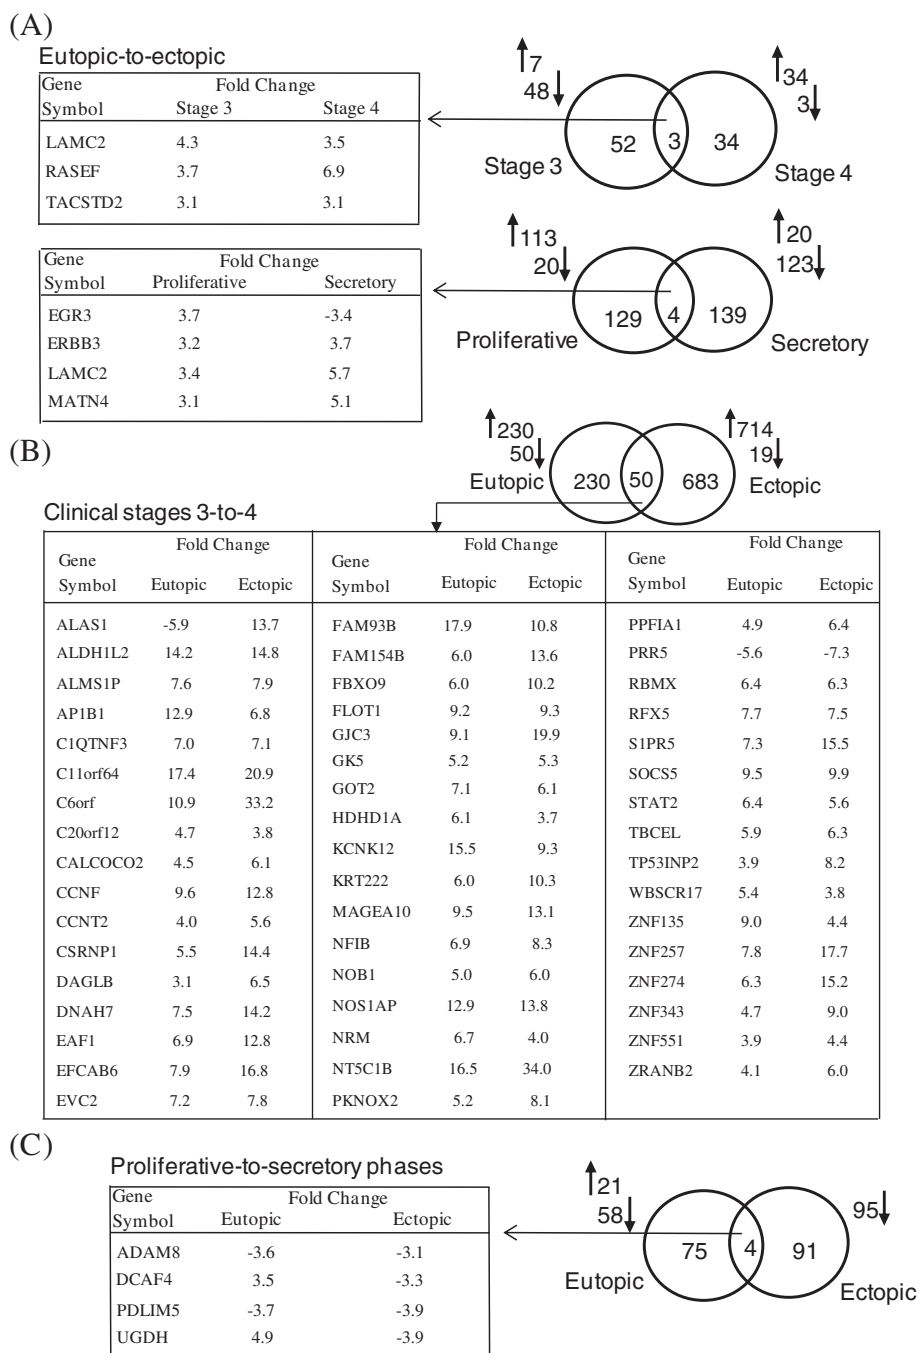 (A)
Eutopic-to-ectopic
Gene Symbol Fold Change
Stage 3 Stage 4
LAMC2 4.3 3.5
RASEF 3.7 6.9
TACSTD2 3.1 3.1
↑7
48↓
↑34
3↓
52 3 34
Stage 3 Stage 4
Gene Symbol Fold Change
Proliferative Secretory
EGR3 3.7 -3.4
ERBB3 3.2 3.7
LAMC2 3.4 5.7
MATN4 3.1 5.1
↑113
20↓
↑20
123↓
129 4 139
Proliferative Secretory
(B)
↑230
50↓
↑714
19↓
230 50 683
Eutopic Ectopic
Clinical stages 3-to-4
Gene Symbol Fold Change
Eutopic Ectopic
ALAS1 -5.9 13.7
ALDH1L2 14.2 14.8
ALMS1P 7.6 7.9
AP1B1 12.9 6.8
C1QTNF3 7.0 7.1
C11orf64 17.4 20.9
C6orf 10.9 33.2
C20orf12 4.7 3.8
CALCOCO2 4.5 6.1
CCNF 9.6 12.8
CCNT2 4.0 5.6
CSRNP1 5.5 14.4
DAGLB 3.1 6.5
DNAH7 7.5 14.2
EAF1 6.9 12.8
EFCAB6 7.9 16.8
EVC2 7.2 7.8
Gene Symbol Fold Change
Eutopic Ectopic
FAM93B 17.9 10.8
FAM154B 6.0 13.6
FBXO9 6.0 10.2
FLOT1 9.2 9.3
GJC3 9.1 19.9
GK5 5.2 5.3
GOT2 7.1 6.1
HDHD1A 6.1 3.7
KCNK12 15.5 9.3
KRT222 6.0 10.3
MAGEA10 9.5 13.1
NFIB 6.9 8.3
NOB1 5.0 6.0
NOS1AP 12.9 13.8
NRM 6.7 4.0
NT5C1B 16.5 34.0
PKNOX2 5.2 8.1
Gene Symbol Fold Change
Eutopic Ectopic
PPFIA1 4.9 6.4
PRR5 -5.6 -7.3
RBMX 6.4 6.3
RFX5 7.7 7.5
S1PR5 7.3 15.5
SOCS5 9.5 9.9
STAT2 6.4 5.6
TBCEL 5.9 6.3
TP53INP2 3.9 8.2
WBSCR17 5.4 3.8
ZNF135 9.0 4.4
ZNF257 7.8 17.7
ZNF274 6.3 15.2
ZNF343 4.7 9.0
ZNF551 3.9 4.4
ZRANB2 4.1 6.0
(C)
Proliferative-to-secretory phases
Gene Symbol Fold Change
Eutopic Ectopic
ADAM8 -3.6 -3.1
DCAF4 3.5 -3.3
PDLIM5 -3.7 -3.9
UGDH 4.9 -3.9
↑21
58↓
95↓
75 4 91
Eutopic Ectopic